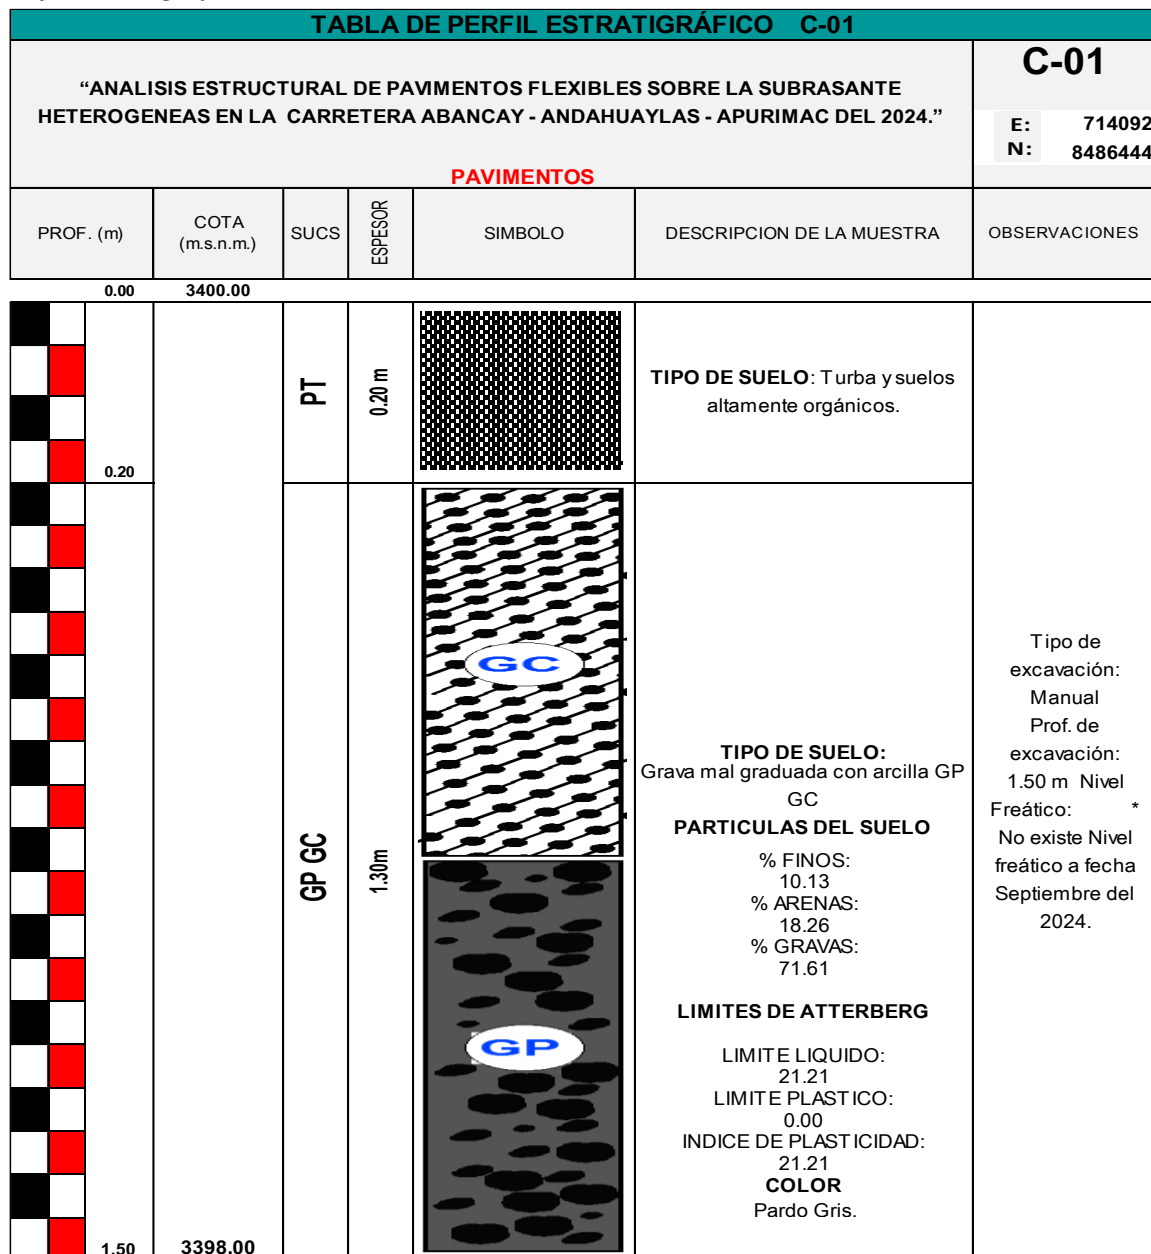 TABLA DE PERFIL ESTRATIGRÁFICO C-01
“ANALISIS ESTRUCTURAL DE PAVIMENTOS FLEXIBLES SOBRE LA SUBRASANTE
HETEROGENEAS EN LA CARRETERA ABANCAY - ANDAHUAYLAS - APURIMAC DEL 2024.”
PAVIMENTOS
C-01
E: 714092
N: 8486444
PROF. (m)
COTA
(m.s.n.m.)
SUCS
ESPESOR
SIMBOLO
DESCRIPCION DE LA MUESTRA
OBSERVACIONES
0.00 3400.00
PT
0.20 m
TIPO DE SUELO: Turba y suelos
altamente orgánicos.
0.20
GP GC
1.30m
GC
GP
TIPO DE SUELO:
Grava mal graduada con arcilla GP
GC
PARTICULAS DEL SUELO
% FINOS:
10.13
% ARENAS:
18.26
% GRAVAS:
71.61
LIMITES DE ATTERBERG
LIMITE LIQUIDO:
21.21
LIMITE PLASTICO:
0.00
INDICE DE PLASTICIDAD:
21.21
COLOR
Pardo Gris.
Tipo de
excavación:
Manual
Prof. de
excavación:
1.50 m Nivel
Freático: *
No existe Nivel
freático a fecha
Septiembre del
2024.
1.50 3398.00